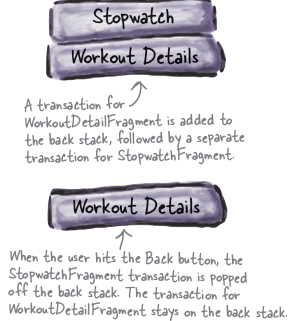 Stopwatch
Workout Details
A transaction for
WorkoutDetailFragment is added to
the back stack, followed by a separate
transaction for StopwatchFragment.
Workout Details
When the user hits the Back button, the
StopwatchFragment transaction is popped
off the back stack. The transaction for
WorkoutDetailFragment stays on the back stack.